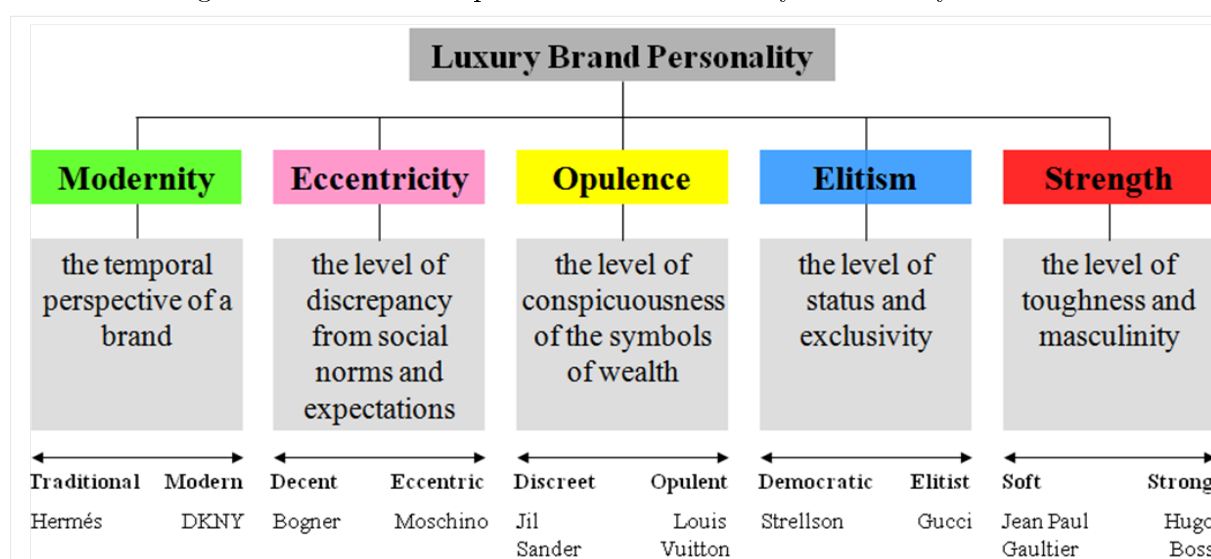 Luxury Brand Personality
Modernity
Eccentricity
Opulence
Elitism
Strength
the temporal
perspective of a
brand
the level of
discrepancy
from social
norms and
expectations
the level of
conspicuousness
of the symbols
of wealth
the level of
status and
exclusivity
the level of
toughness and
masculinity
Traditional Modern
Hermés DKNY
Decent Eccentric
Bogner Moschino
Discreet Opulent
Jil Louis
Sander Vuitton
Democratic Elitist
Strellson Gucci
Soft Strong
Jean Paul Hugo
Gaultier Boss